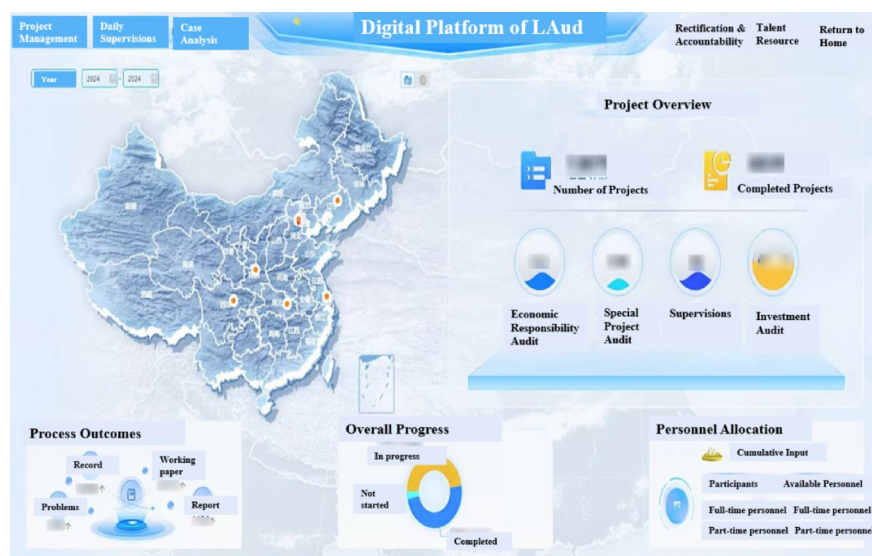 Project
Management
Daily
Supervisions
Case
Analysis
Digital Platform of LAud
Rectification &
Accountability
Talent
Resource
Return to
Home
Year
2024 - 2024
Project Overview
Number of Projects
Completed Projects
Economic
Responsibility
Audit
Special
Project
Audit
Supervisions
Investment
Audit
Process Outcomes
Record
Working
paper
Problems
Report
Overall Progress
In progress
Not
started
Completed
Personnel Allocation
Cumulative Input
Participants Available Personnel
Full-time personnel Full-time personnel
Part-time personnel Part-time personnel